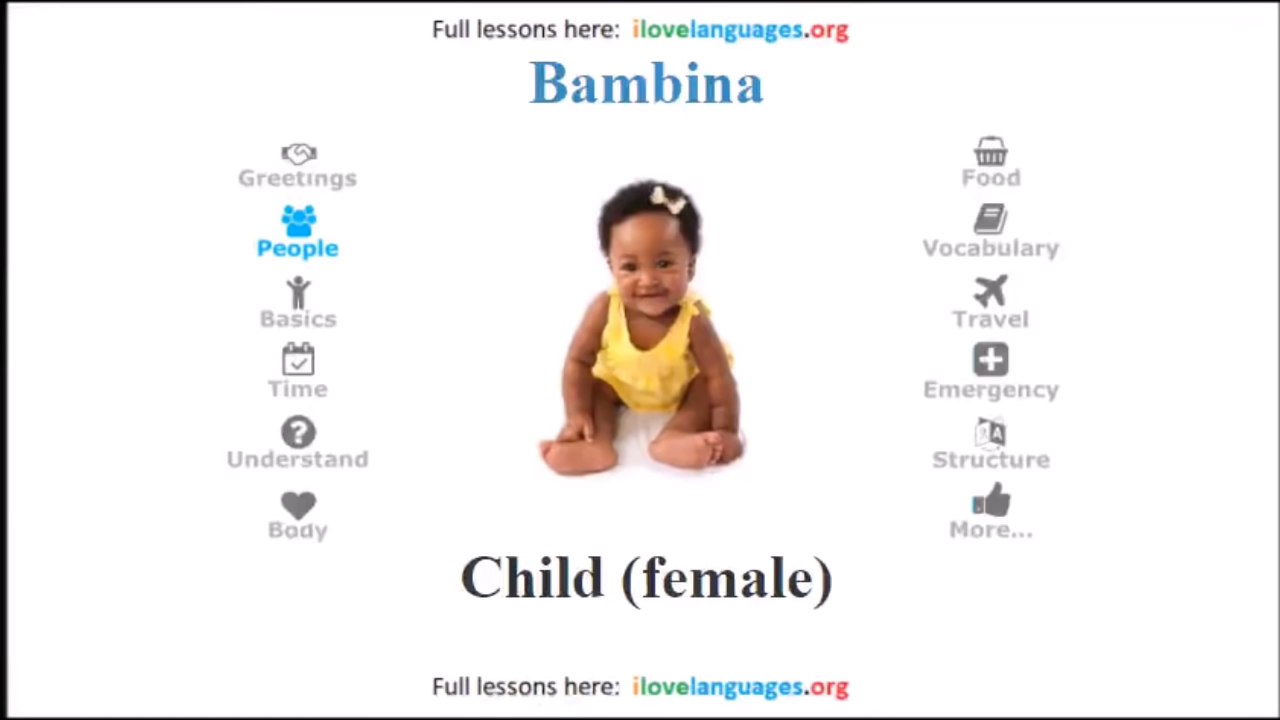 Full lessons here: ilovelanguages.org
Bambina
Greetings
People
Basics
Time
Understand
Body
Food
Vocabulary
Travel
Emergency
Structure
More...
Child (female)
Full lessons here: ilovelanguages.org